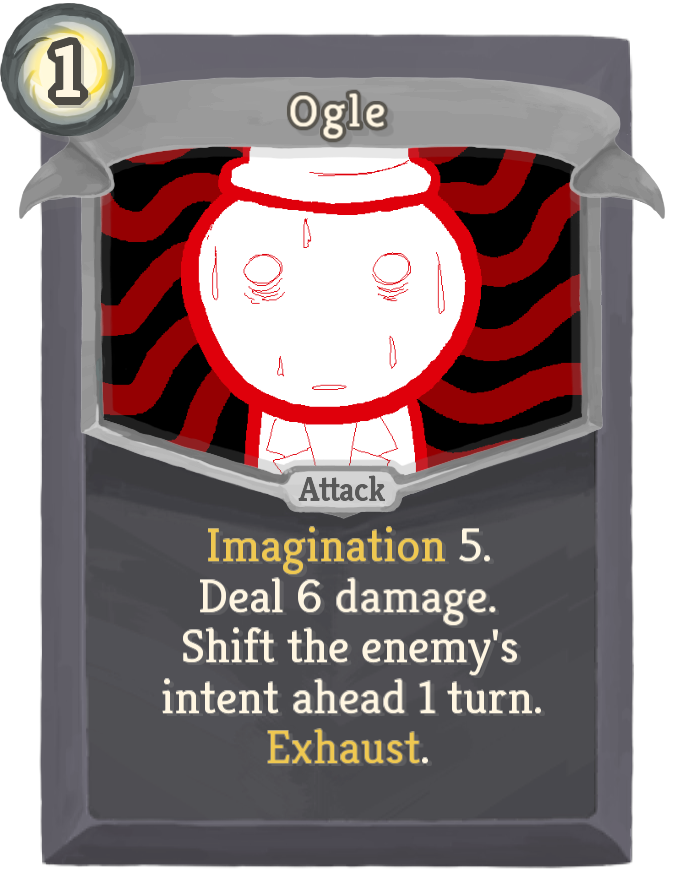 1
Ogle
Attack
Imagination 5.
Deal 6 damage.
Shift the enemy's
intent ahead 1 turn.
Exhaust.